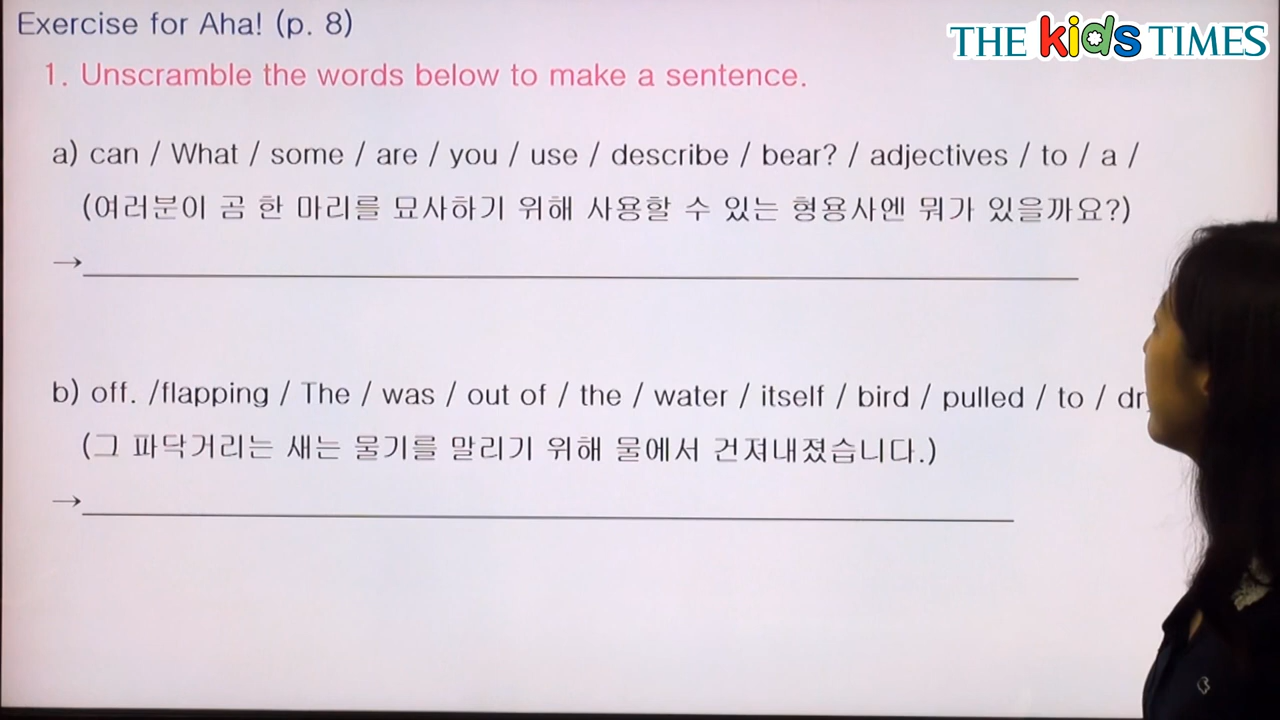 Exercise for Aha! (p. 8)
THE kids TIMES
1. Unscramble the words below to make a sentence.
a) can / What / some / are / you / use / describe / bear? / adjectives / to / a /
(여러분이 곰 한 마리를 묘사하기 위해 사용할 수 있는 형용사엔 뭐가 있을까요?)
→
b) off. /flapping / The / was / out of / the / water / itself / bird / pulled / to /
(그 파닥거리는 새는 물기를 말리기 위해 물에서 건져내졌습니다.)
→